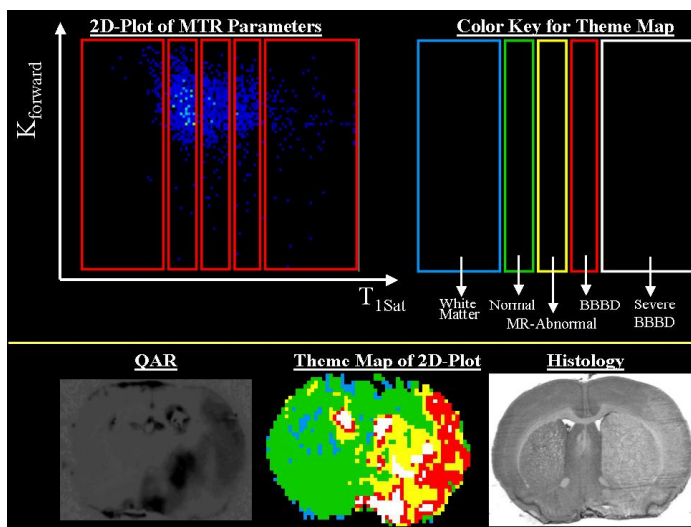 2D-Plot of MTR Parameters
Color Key for Theme Map
Kforward
T1Sat
White
Matter
Normal
MR-Abnormal
BBBD
Severe
BBBD
QAR
Theme Map of 2D-Plot
Histology